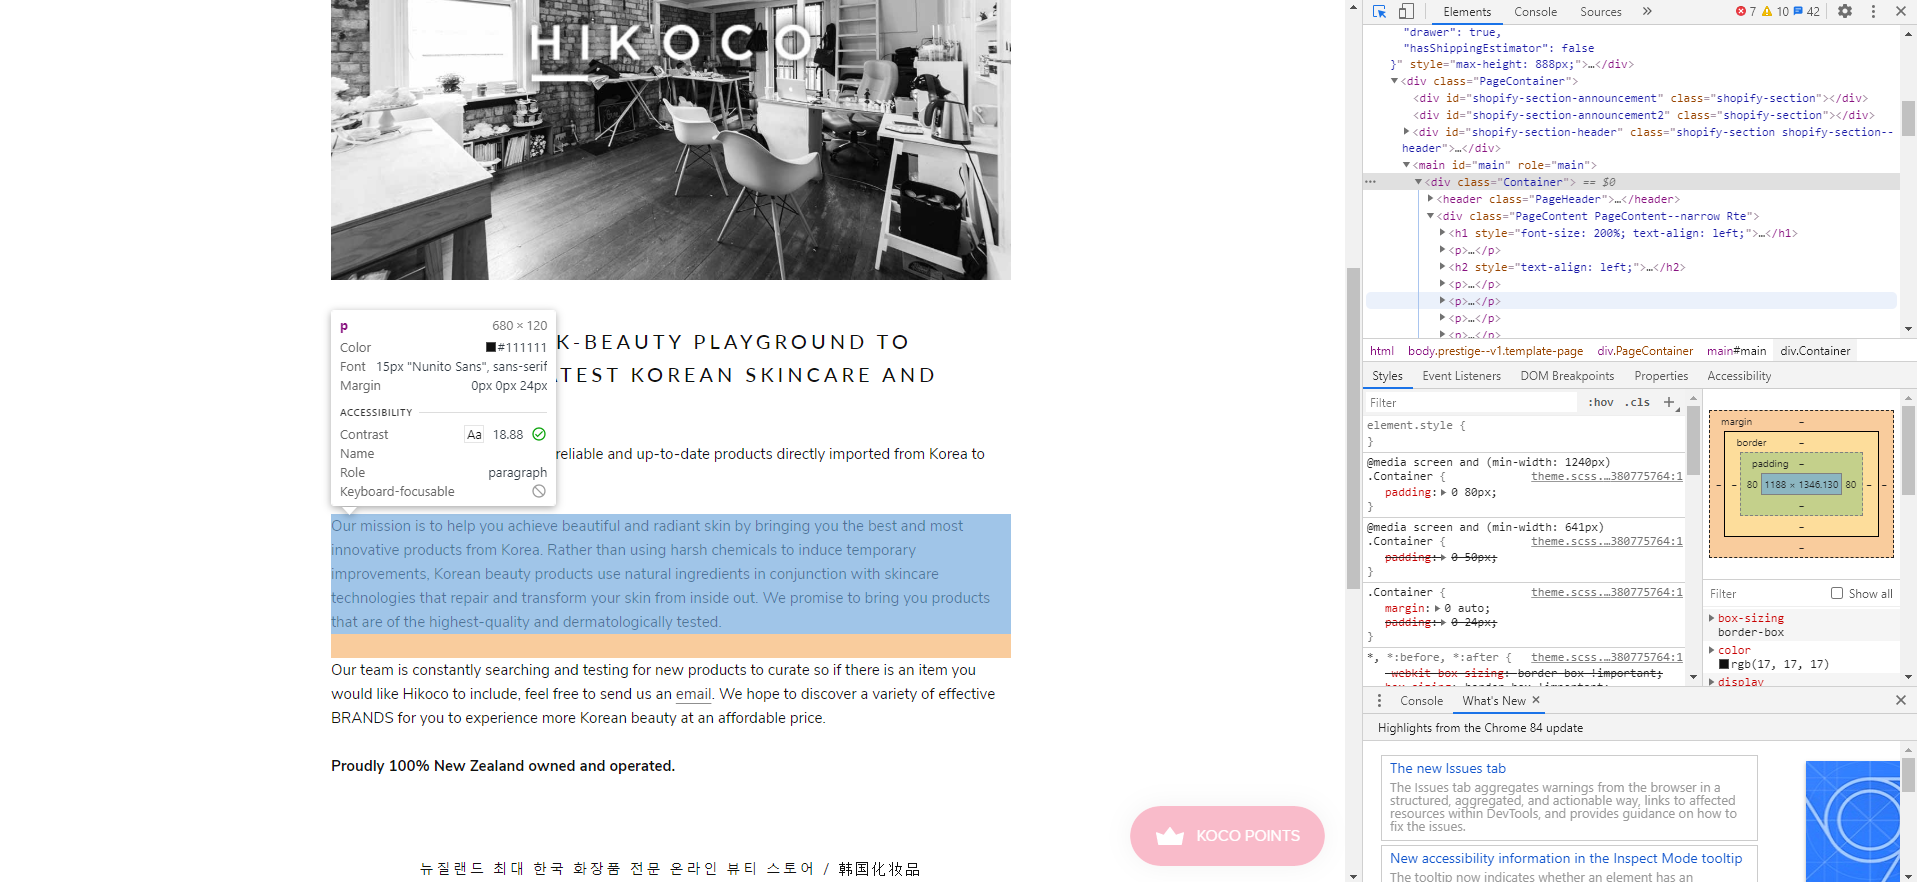 HIKOCO
K-BEAUTY PLAYGROUND TO
TEST KOREAN SKINCARE AND
reliable and up-to-date products directly imported from Korea to
p 680 × 120
Color #111111
Font 15px "Nunito Sans", sans-serif
Margin 0px 0px 24px
ACCESSIBILITY
Contrast Aa 18.88
Name
Role paragraph
Keyboard-focusable
Our mission is to help you achieve beautiful and radiant skin by bringing you the best and most
innovative products from Korea. Rather than using harsh chemicals to induce temporary
improvements, Korean beauty products use natural ingredients in conjunction with skincare
technologies that repair and transform your skin from inside out. We promise to bring you products
that are of the highest-quality and dermatologically tested.
Our team is constantly searching and testing for new products to curate so if there is an item you
would like Hikoco to include, feel free to send us an email. We hope to discover a variety of effective
BRANDS for you to experience more Korean beauty at an affordable price.
Proudly 100% New Zealand owned and operated.
KOCO POINTS
뉴질랜드 최대 한국 화장품 전문 온라인 뷰티 스토어 / 韩国化妆品
Elements Console Sources » 7 10 42
"drawer": true,
"hasShippingEstimator": false
}" style="max-height: 888px;">…</div>
<div class="PageContainer">
<div id="shopify-section-announcement" class="shopify-section"></div>
<div id="shopify-section-announcement2" class="shopify-section"></div>
<div id="shopify-section-header" class="shopify-section shopify-section--
header">…</div>
<main id="main" role="main">
<div class="Container"> == $0
<header class="PageHeader">…</header>
<div class="PageContent PageContent--narrow Rte">
<h1 style="font-size: 200%; text-align: left;">…</h1>
<p>…</p>
<h2 style="text-align: left;">…</h2>
<p>…</p>
<p>…</p>
<p>…</p>
<p>…</p>
html body.prestige--v1.template-page div.PageContainer main#main div.Container
Styles Event Listeners DOM Breakpoints Properties Accessibility
Filter :hov .cls +
element.style {
}
@media screen and (min-width: 1240px)
.Container { theme.scss.…380775764:1
padding: 0 80px;
}
@media screen and (min-width: 641px)
.Container { theme.scss.…380775764:1
padding: 0 50px;
}
.Container { theme.scss.…380775764:1
margin: 0 auto;
padding: 0 24px;
}
*, *:before, *:after { theme.scss.…380775764:1
-webkit-box-sizing: border-box !important;
box-sizing: border-box !important;
margin –
border –
padding –
– – 80 1188 × 1346.130 80 – –
–
–
–
Filter Show all
box-sizing
border-box
color
rgb(17, 17, 17)
display
Console What's New ×
Highlights from the Chrome 84 update
The new Issues tab
The Issues tab aggregates warnings from the browser in a
structured, aggregated, and actionable way, links to affected
resources within DevTools, and provides guidance on how to
fix the issues.
New accessibility information in the Inspect Mode tooltip
The tooltip now indicates whether an element has an